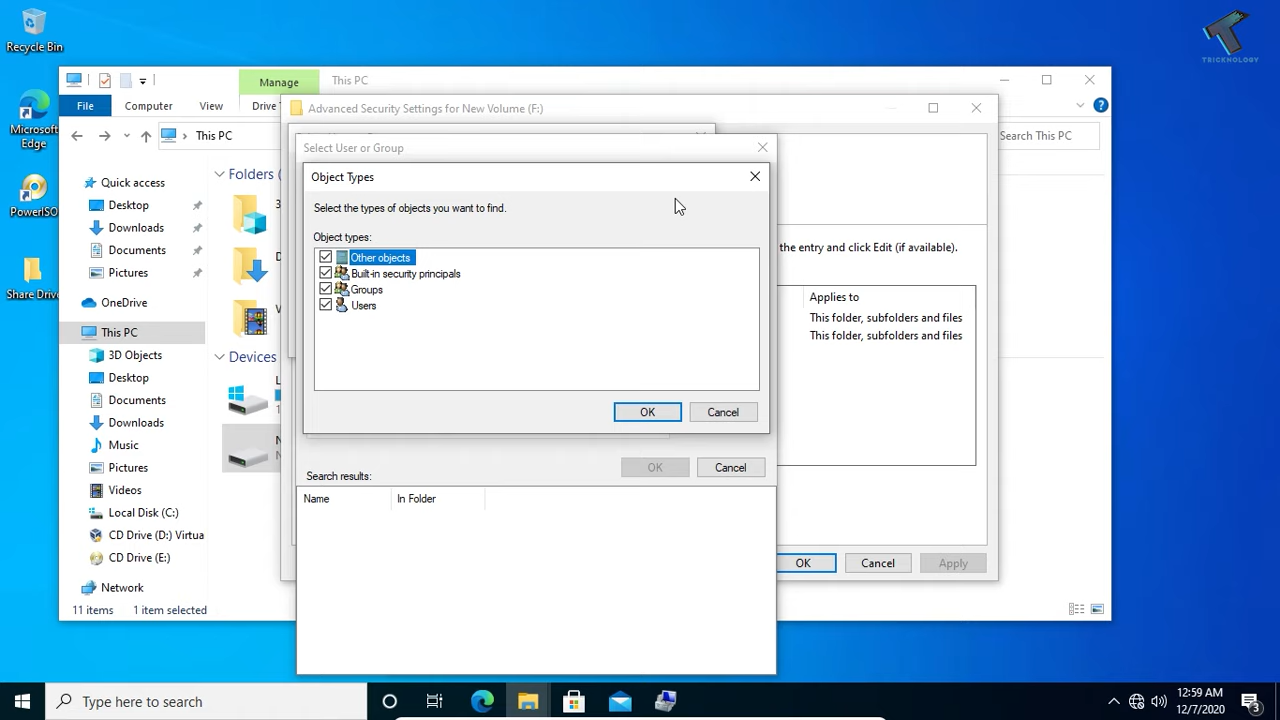 Recycle Bin
TRICKNOLOGY
Manage
This PC
File
Computer
View
Drive
Advanced Security Settings for New Volume (F:)
This PC
Search This PC
Select User or Group
Object Types
Select the types of objects you want to find.
Object types:
Other objects
Built-in security principals
Groups
Users
OK
Cancel
Microsoft
Edge
PowerISO
Share Drive
Quick access
Desktop
Downloads
Documents
Pictures
OneDrive
This PC
3D Objects
Desktop
Documents
Downloads
Music
Pictures
Videos
Local Disk (C:)
CD Drive (D:) Virtua
CD Drive (E:)
Network
Folders (
3
D
V
Devices
L
1
N
N
the entry and click Edit (if available).
Applies to
This folder, subfolders and files
This folder, subfolders and files
OK
Cancel
Search results:
Name
In Folder
OK
Cancel
Apply
11 items
1 item selected
Type here to search
12:59 AM
12/7/2020
3